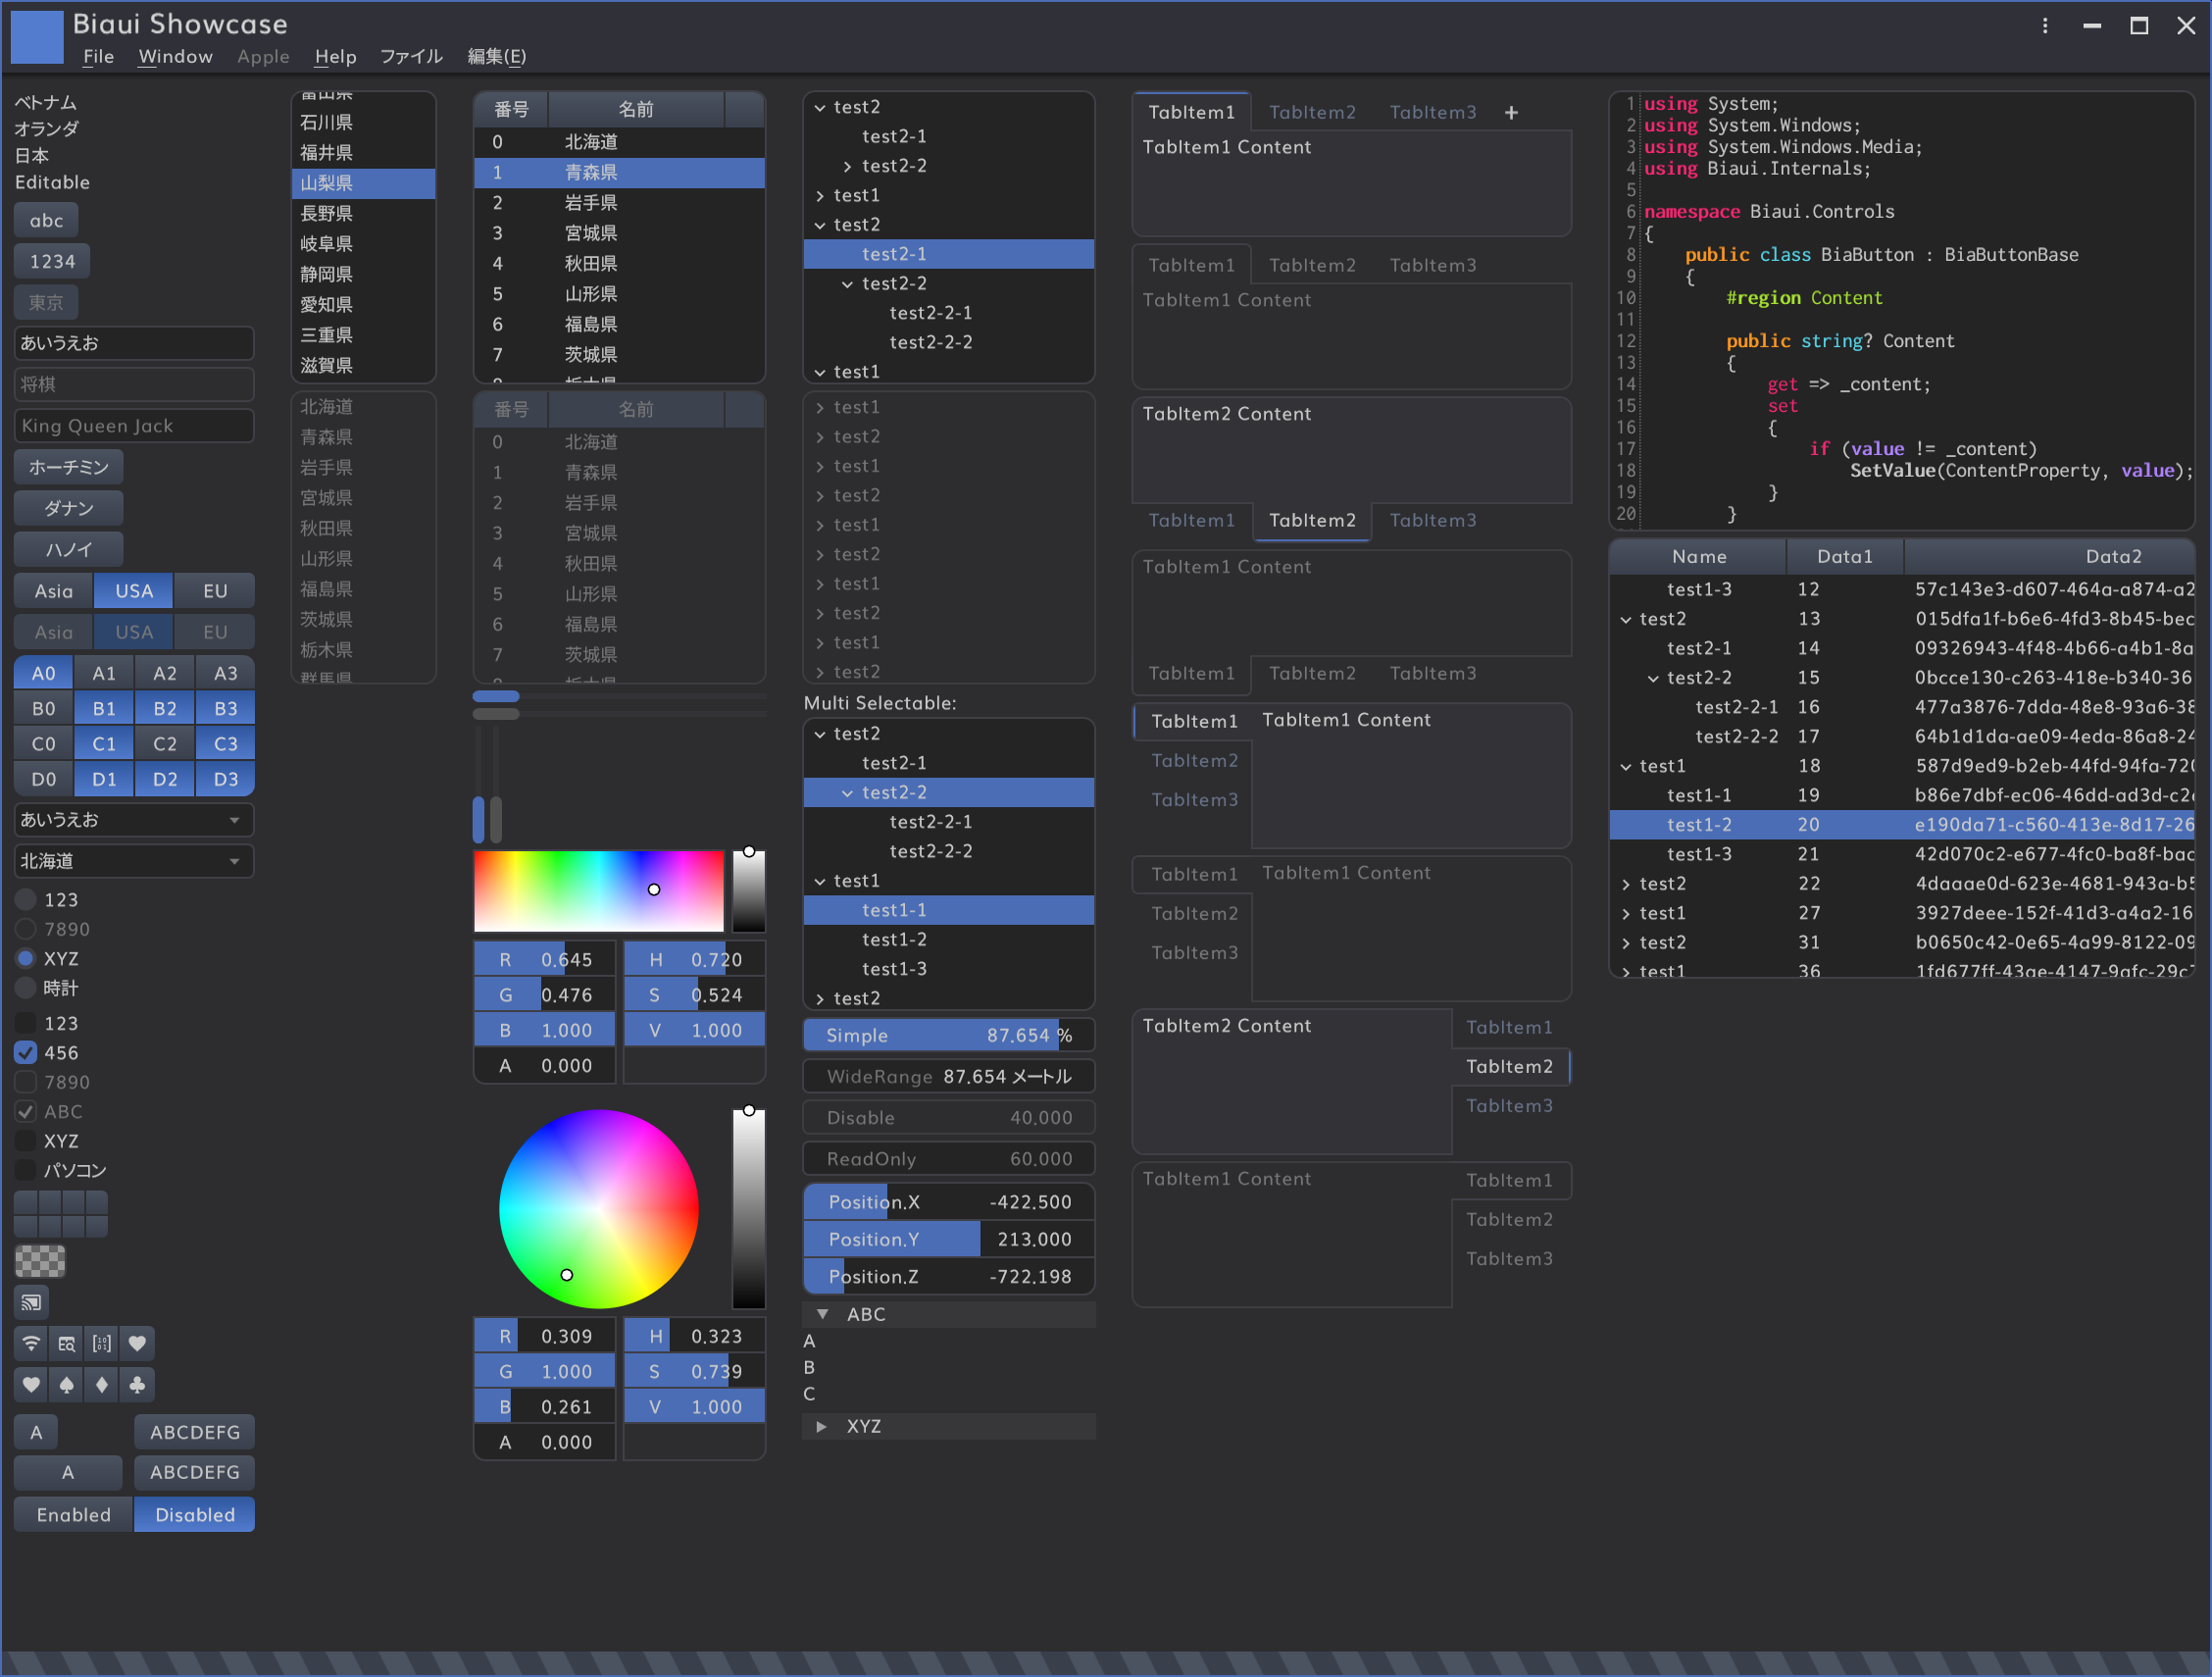 Biaui Showcase
File Window Apple Help ファイル 編集(E)
ベトナム
オランダ
日本
Editable
abc
1234
東京
あいうえお
将棋
King Queen Jack
ホーチミン
ダナン
ハノイ
Asia USA EU
Asia USA EU
A0 A1 A2 A3
B0 B1 B2 B3
C0 C1 C2 C3
D0 D1 D2 D3
あいうえお
北海道
123
7890
XYZ
時計
123
456
7890
ABC
XYZ
パソコン
A ABCDEFG
A ABCDEFG
Enabled Disabled
富山県
石川県
福井県
山梨県
長野県
岐阜県
静岡県
愛知県
三重県
滋賀県
北海道
青森県
岩手県
宮城県
秋田県
山形県
福島県
茨城県
栃木県
群馬県
番号 名前
0 北海道
1 青森県
2 岩手県
3 宮城県
4 秋田県
5 山形県
6 福島県
7 茨城県
8 栃木県
番号 名前
0 北海道
1 青森県
2 岩手県
3 宮城県
4 秋田県
5 山形県
6 福島県
7 茨城県
8 栃木県
R 0.645 H 0.720
G 0.476 S 0.524
B 1.000 V 1.000
A 0.000
R 0.309 H 0.323
G 1.000 S 0.739
B 0.261 V 1.000
A 0.000
test2
test2-1
test2-2
test1
test2
test2-1
test2-2
test2-2-1
test2-2-2
test1
test1
test2
test1
test2
test1
test2
test1
test2
test1
test2
Multi Selectable:
test2
test2-1
test2-2
test2-2-1
test2-2-2
test1
test1-1
test1-2
test1-3
test2
Simple 87.654 %
WideRange 87.654 メートル
Disable 40.000
ReadOnly 60.000
Position.X -422.500
Position.Y 213.000
Position.Z -722.198
ABC
A
B
C
XYZ
TabItem1 TabItem2 TabItem3 +
TabItem1 Content
TabItem1 TabItem2 TabItem3
TabItem1 Content
TabItem2 Content
TabItem1 TabItem2 TabItem3
TabItem1 Content
TabItem1 TabItem2 TabItem3
TabItem1 TabItem1 Content
TabItem2
TabItem3
TabItem1 TabItem1 Content
TabItem2
TabItem3
TabItem2 Content TabItem1
TabItem2
TabItem3
TabItem1 Content TabItem1
TabItem2
TabItem3
1 using System;
2 using System.Windows;
3 using System.Windows.Media;
4 using Biaui.Internals;
5
6 namespace Biaui.Controls
7 {
8 public class BiaButton : BiaButtonBase
9 {
10 #region Content
11
12 public string? Content
13 {
14 get => _content;
15 set
16 {
17 if (value != _content)
18 SetValue(ContentProperty, value);
19 }
20 }
Name Data1 Data2
test1-3 12 57c143e3-d607-464a-a874-a2
test2 13 015dfa1f-b6e6-4fd3-8b45-bec
test2-1 14 09326943-4f48-4b66-a4b1-8a
test2-2 15 0bcce130-c263-418e-b340-36
test2-2-1 16 477a3876-7dda-48e8-93a6-38
test2-2-2 17 64b1d1da-ae09-4eda-86a8-24
test1 18 587d9ed9-b2eb-44fd-94fa-720
test1-1 19 b86e7dbf-ec06-46dd-ad3d-c2
test1-2 20 e190da71-c560-413e-8d17-26
test1-3 21 42d070c2-e677-4fc0-ba8f-bac
test2 22 4daaae0d-623e-4681-943a-b5
test1 27 3927deee-152f-41d3-a4a2-16
test2 31 b0650c42-0e65-4a99-8122-09
test1 36 1fd677ff-43ae-4147-9afc-29c